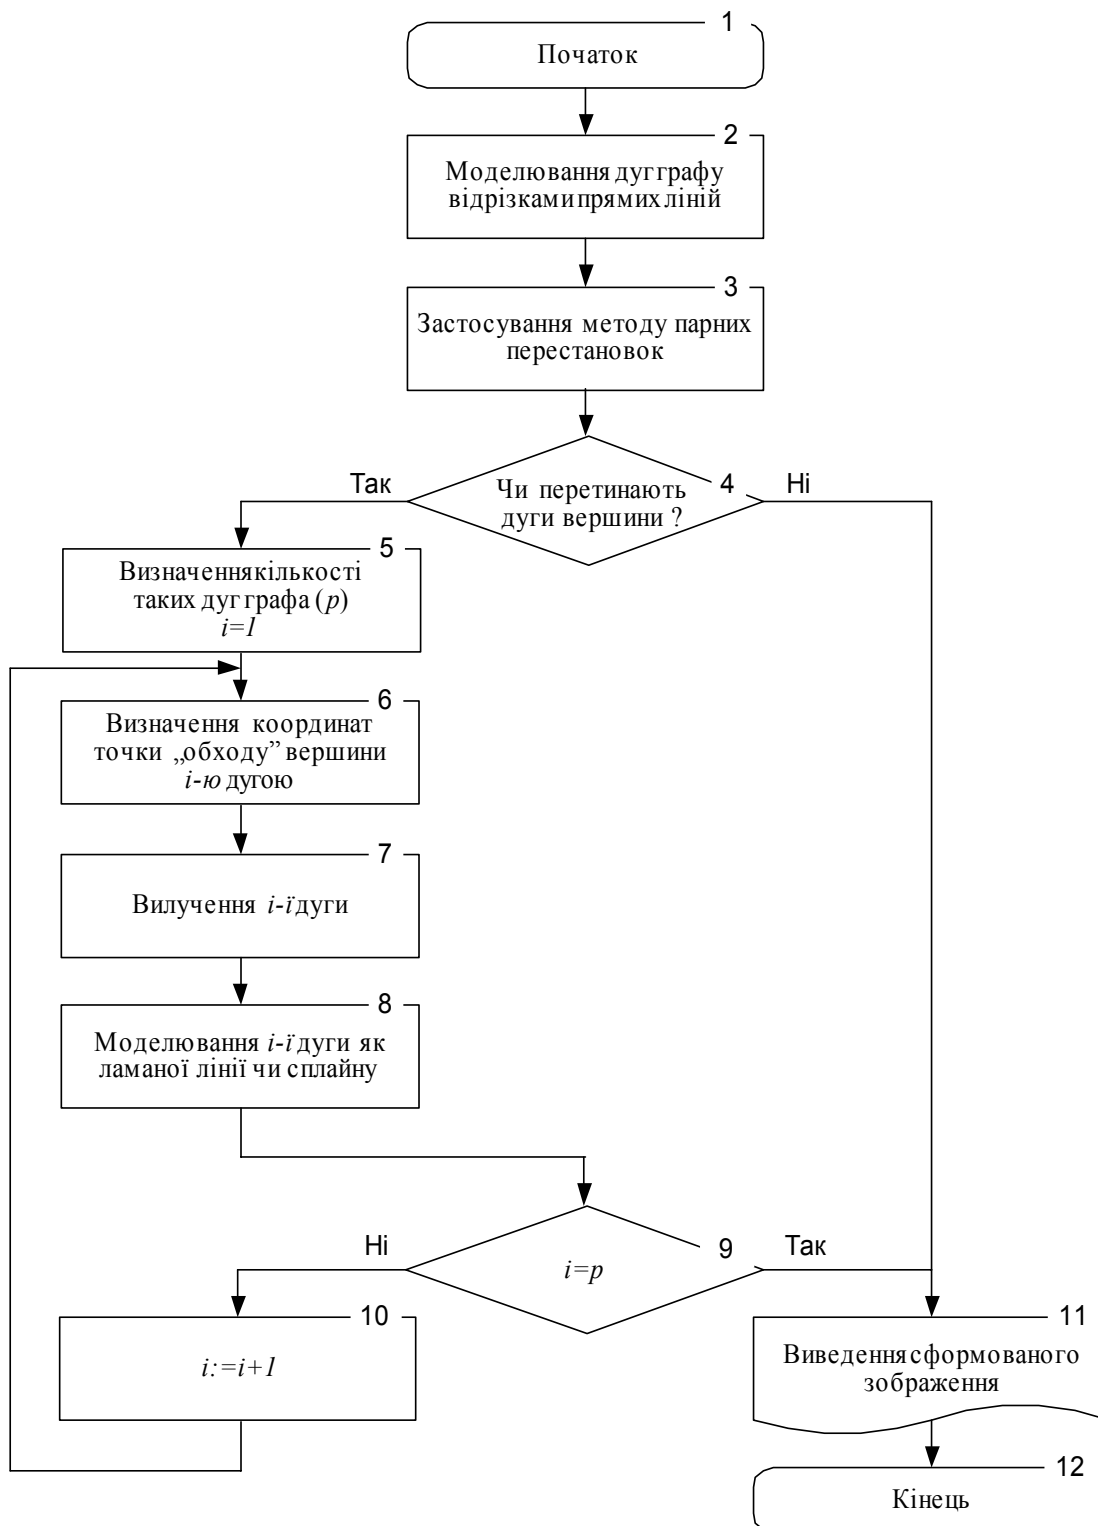 1
Початок
2
Моделювання дуг графу
відрізками прямих ліній
3
Застосування методу парних
перестановок
4
Чи перетинають
дуги вершини ?
Так
Ні
5
Визначення кількості
таких дуг графа (p)
i=1
6
Визначення координат
точки „обходу” вершини
i-ю дугою
7
Вилучення i-ї дуги
8
Моделювання i-ї дуги як
ламаної лінії чи сплайну
9
i=p
Ні
Так
10
i:=i+1
11
Виведення сформованого
зображення
12
Кінець